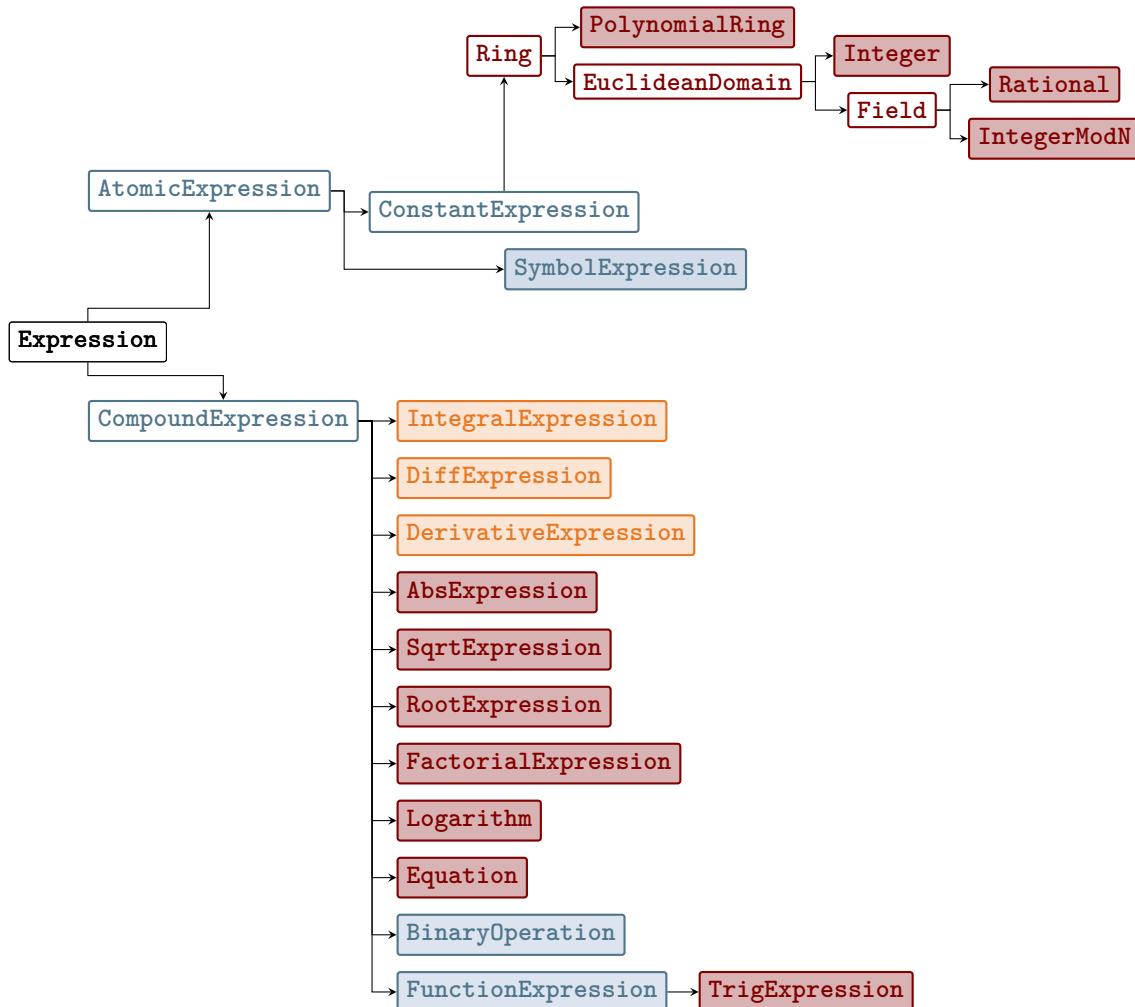 PolynomialRing
Ring
Integer
EuclideanDomain
Rational
Field
IntegerModN
AtomicExpression
ConstantExpression
SymbolExpression
Expression
CompoundExpression
IntegralExpression
DiffExpression
DerivativeExpression
AbsExpression
SqrtExpression
RootExpression
FactorialExpression
Logarithm
Equation
BinaryOperation
FunctionExpression
TrigExpression